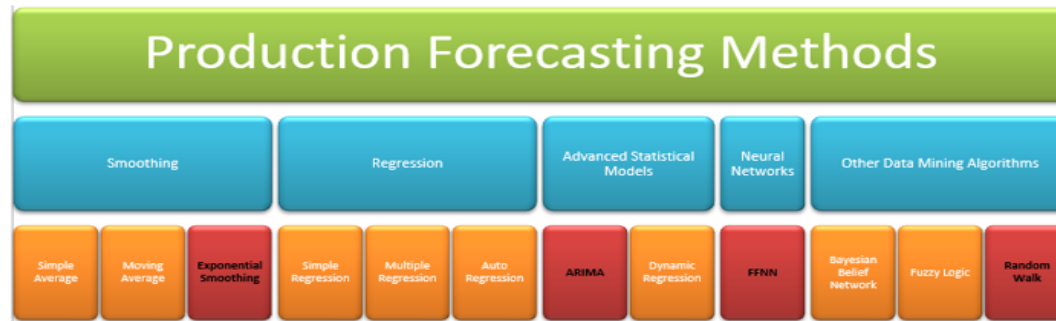 Production Forecasting Methods
Smoothing
Regression
Advanced Statistical
Models
Neural
Networks
Other Data Mining Algorithms
Simple
Average
Moving
Average
Exponential
Smoothing
Simple
Regression
Multiple
Regression
Auto
Regression
ARIMA
Dynamic
Regression
FFNN
Bayesian
Belief
Network
Fuzzy Logic
Random
Walk